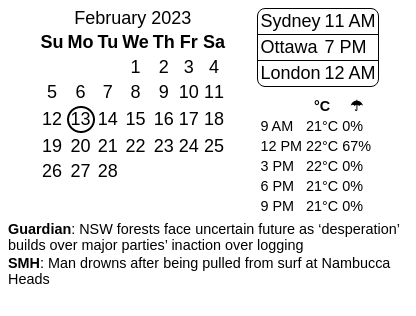 February 2023
Su Mo Tu We Th Fr Sa
1 2 3 4
5 6 7 8 9 10 11
12 13 14 15 16 17 18
19 20 21 22 23 24 25
26 27 28
Sydney 11 AM
Ottawa 7 PM
London 12 AM
°C ☂
9 AM 21°C 0%
12 PM 22°C 67%
3 PM 22°C 0%
6 PM 21°C 0%
9 PM 21°C 0%
Guardian: NSW forests face uncertain future as ‘desperation’
builds over major parties’ inaction over logging
SMH: Man drowns after being pulled from surf at Nambucca
Heads